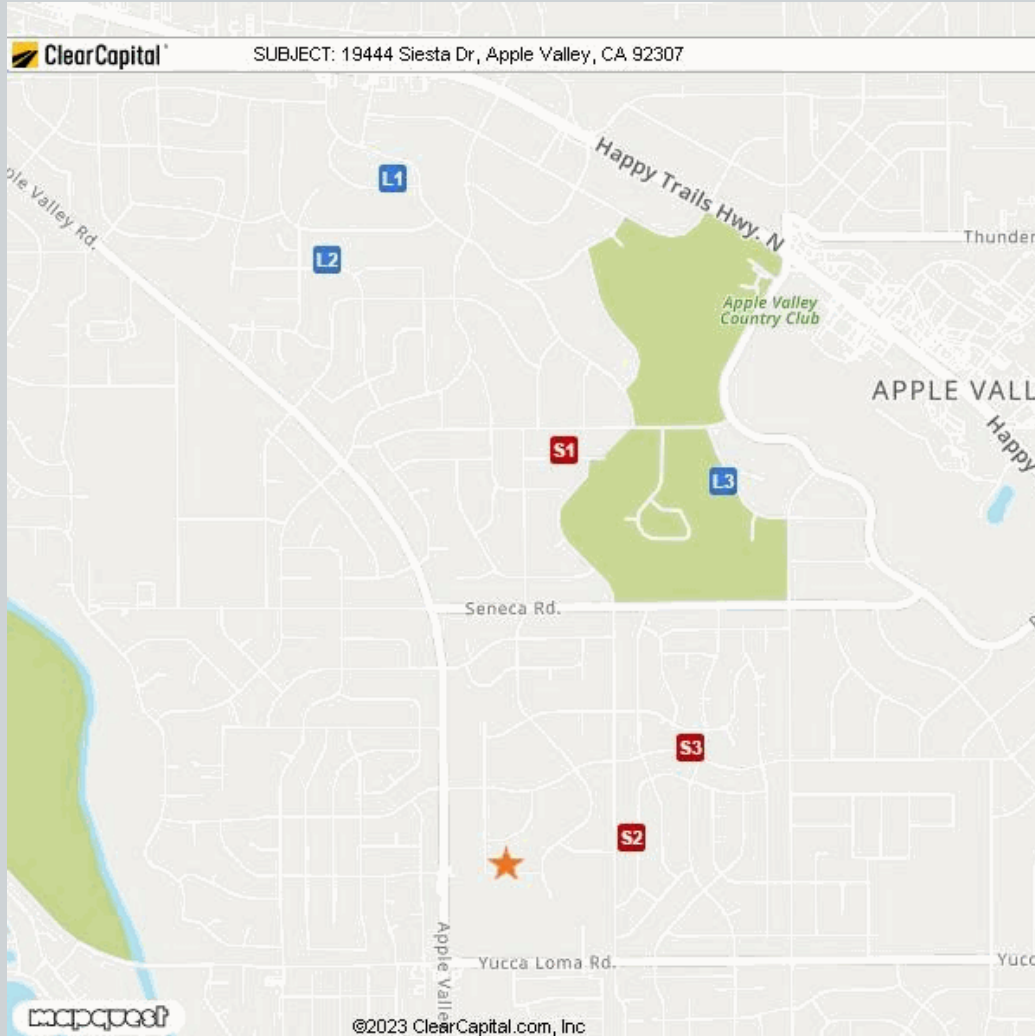 ClearCapital SUBJECT: 19444 Siesta Dr, Apple Valley, CA 92307
L1
Happy Trails Hwy. N
ple Valley Rd.
Thunder
L2
Apple Valley
Country Club
APPLE VALL
Happy
S1
L3
Seneca Rd.
S3
S2
Apple Valle
Yucca Loma Rd.
Yucc
mapquest
©2023 ClearCapital.com, Inc